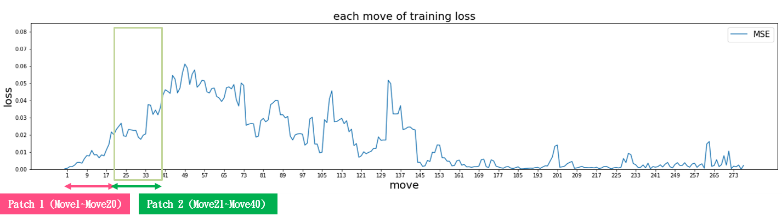 each move of training loss
MSE
0.08
0.07
0.06
0.05
0.04
0.03
0.02
0.01
0.00
loss
1 9 17 25 33 41 49 57 65 73 81 89 97 105 113 121 129 137 145 153 161 169 177 185 193 201 209 217 225 233 241 249 257 265 273
move
Patch 1 (Move1-Move20)
Patch 2 (Move21-Move40)